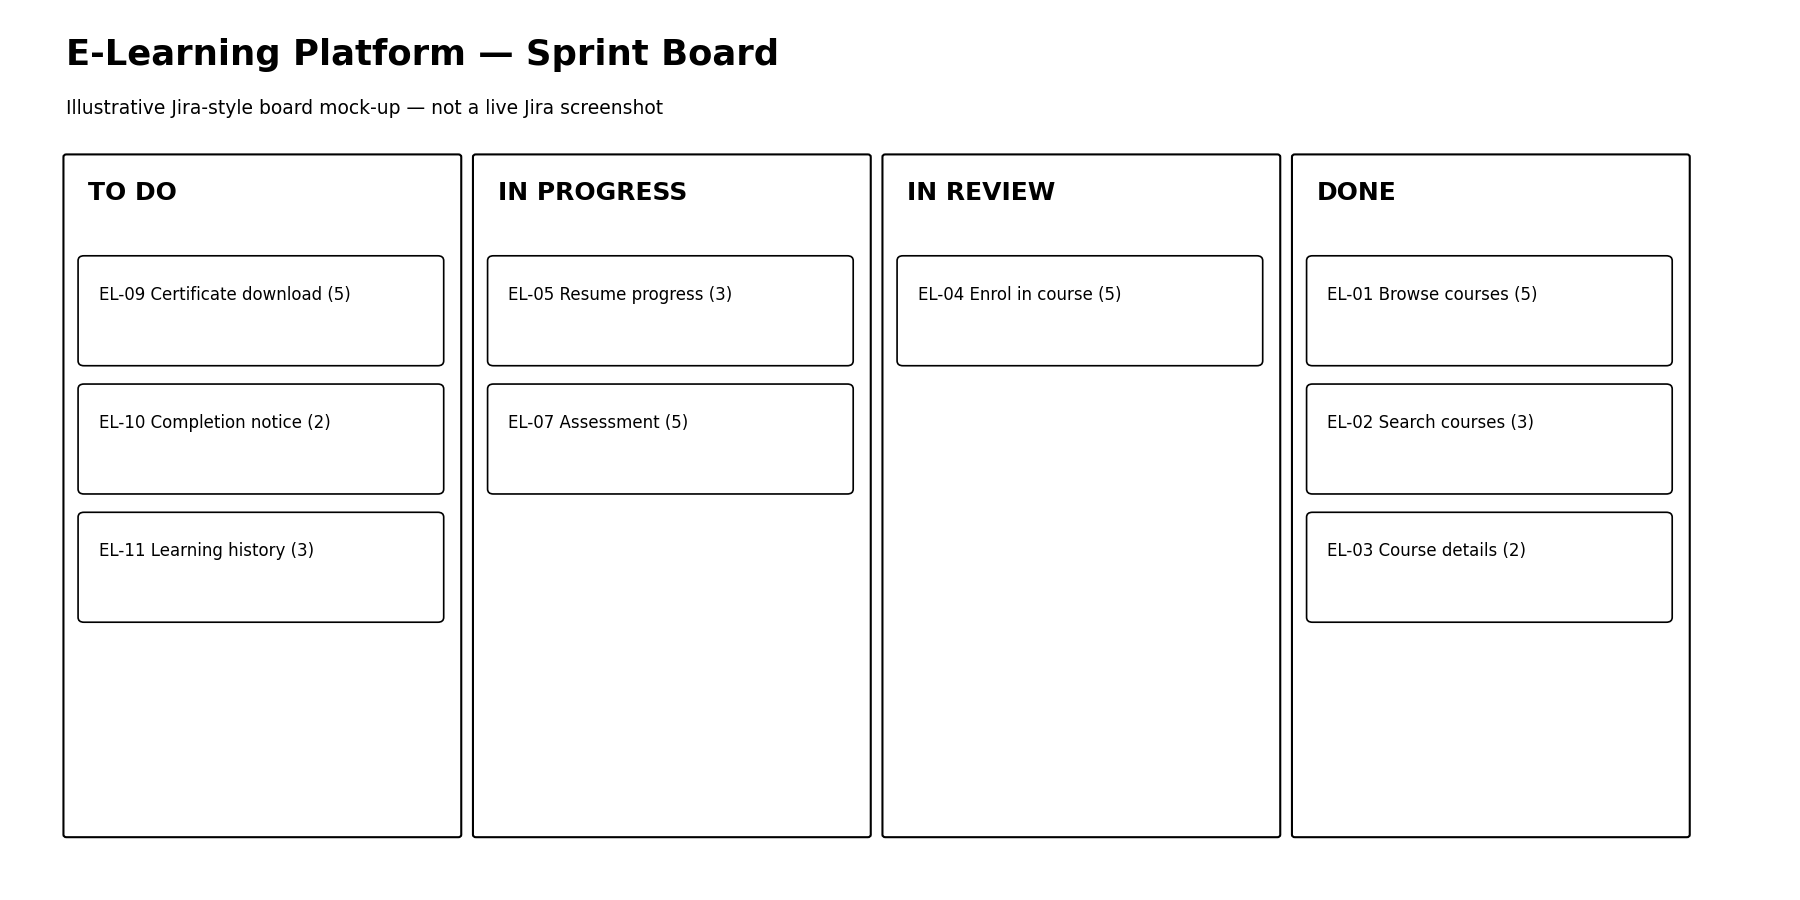 E-Learning Platform — Sprint Board
Illustrative Jira-style board mock-up — not a live Jira screenshot
TO DO
EL-09 Certificate download (5)
EL-10 Completion notice (2)
EL-11 Learning history (3)
IN PROGRESS
EL-05 Resume progress (3)
EL-07 Assessment (5)
IN REVIEW
EL-04 Enrol in course (5)
DONE
EL-01 Browse courses (5)
EL-02 Search courses (3)
EL-03 Course details (2)